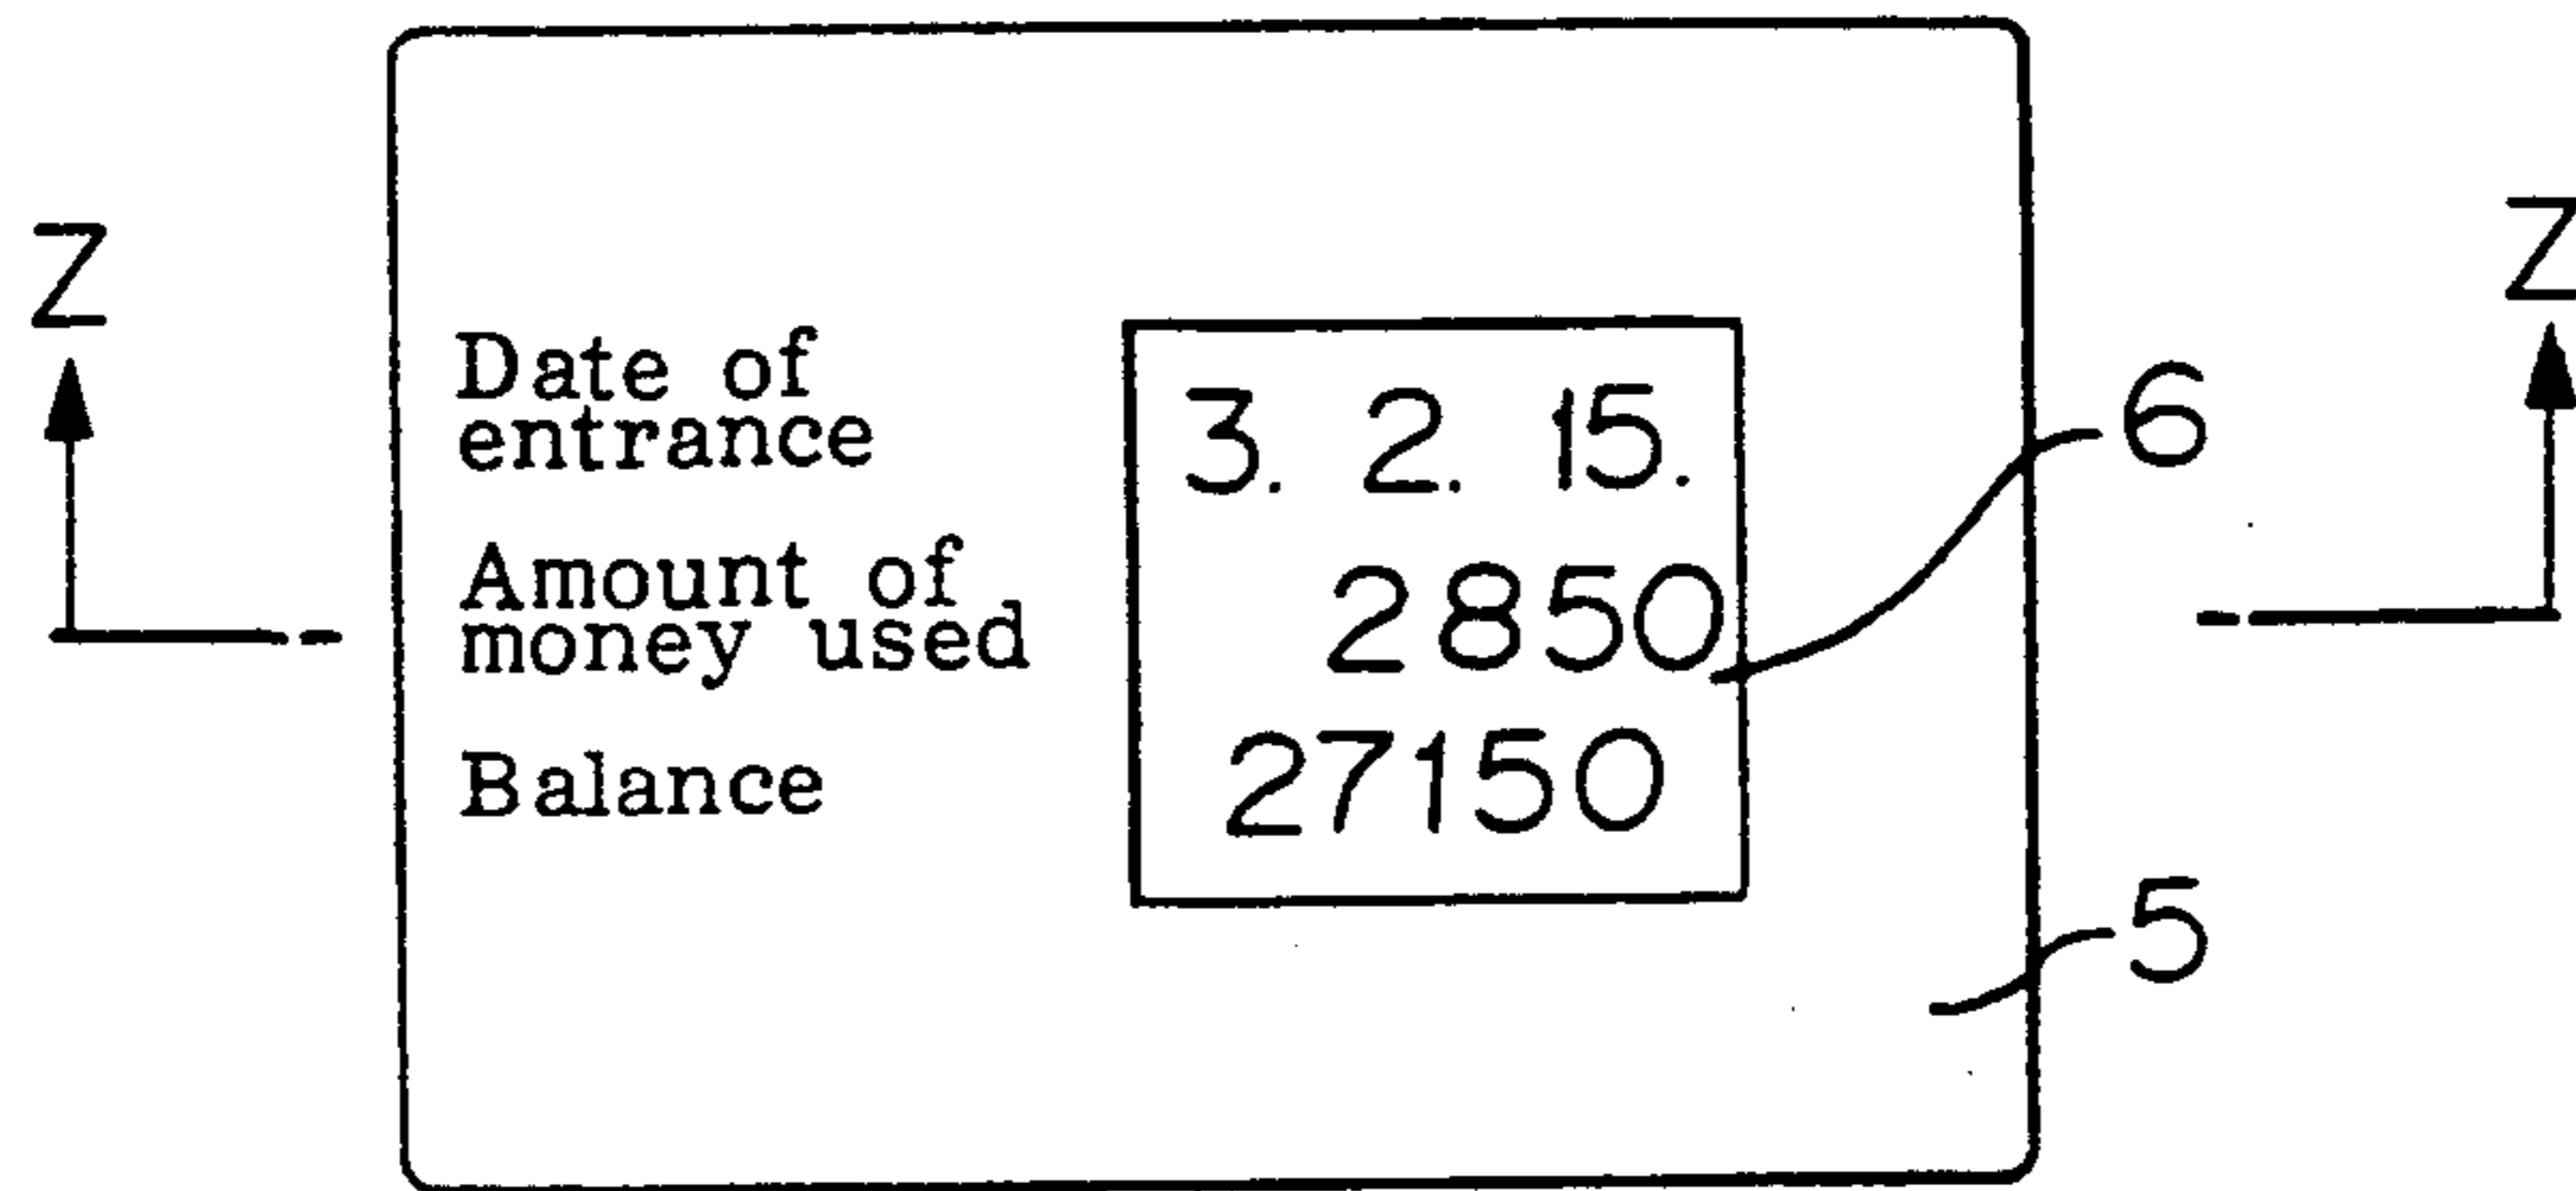 Z Z
Date of
entrance
3. 2. 15.
6
Amount of
money used
2850
Balance
27150
5